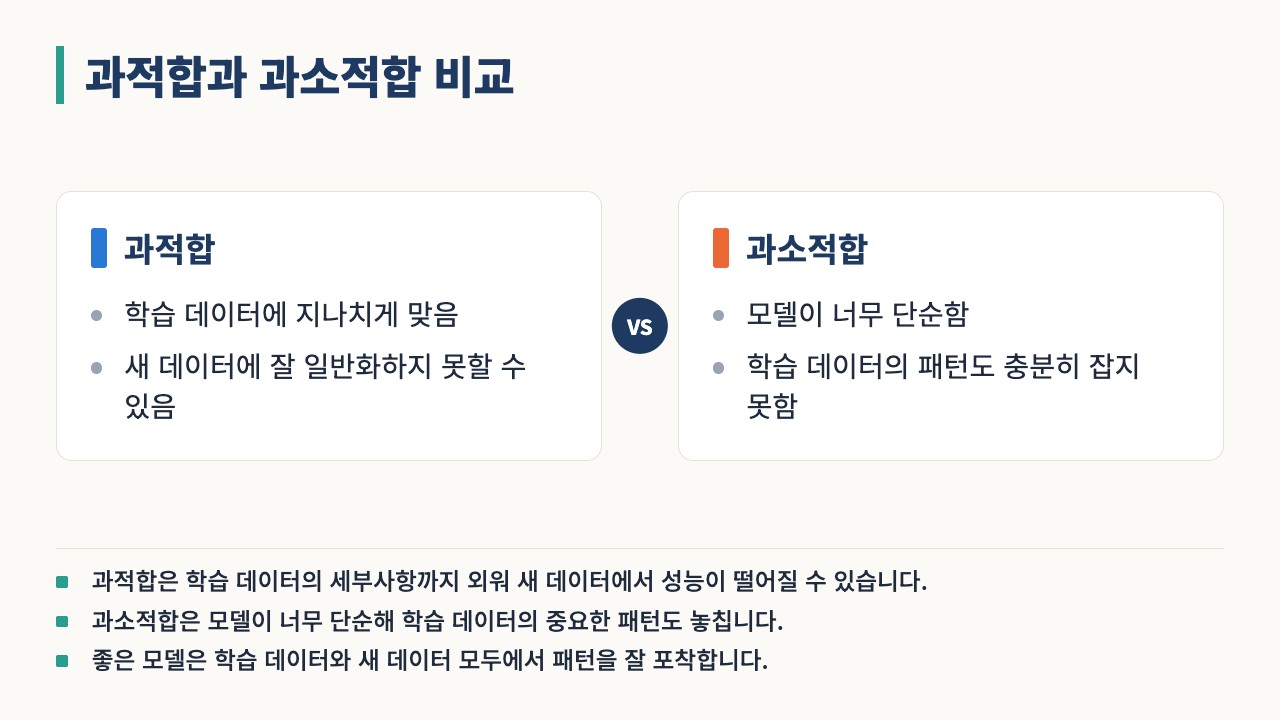 과적합과 과소적합 비교
과적합
학습 데이터에 지나치게 맞음
새 데이터에 잘 일반화하지 못할 수
있음
VS
과소적합
모델이 너무 단순함
학습 데이터의 패턴도 충분히 잡지
못함
과적합은 학습 데이터의 세부사항까지 외워 새 데이터에서 성능이 떨어질 수 있습니다.
과소적합은 모델이 너무 단순해 학습 데이터의 중요한 패턴도 놓칩니다.
좋은 모델은 학습 데이터와 새 데이터 모두에서 패턴을 잘 포착합니다.